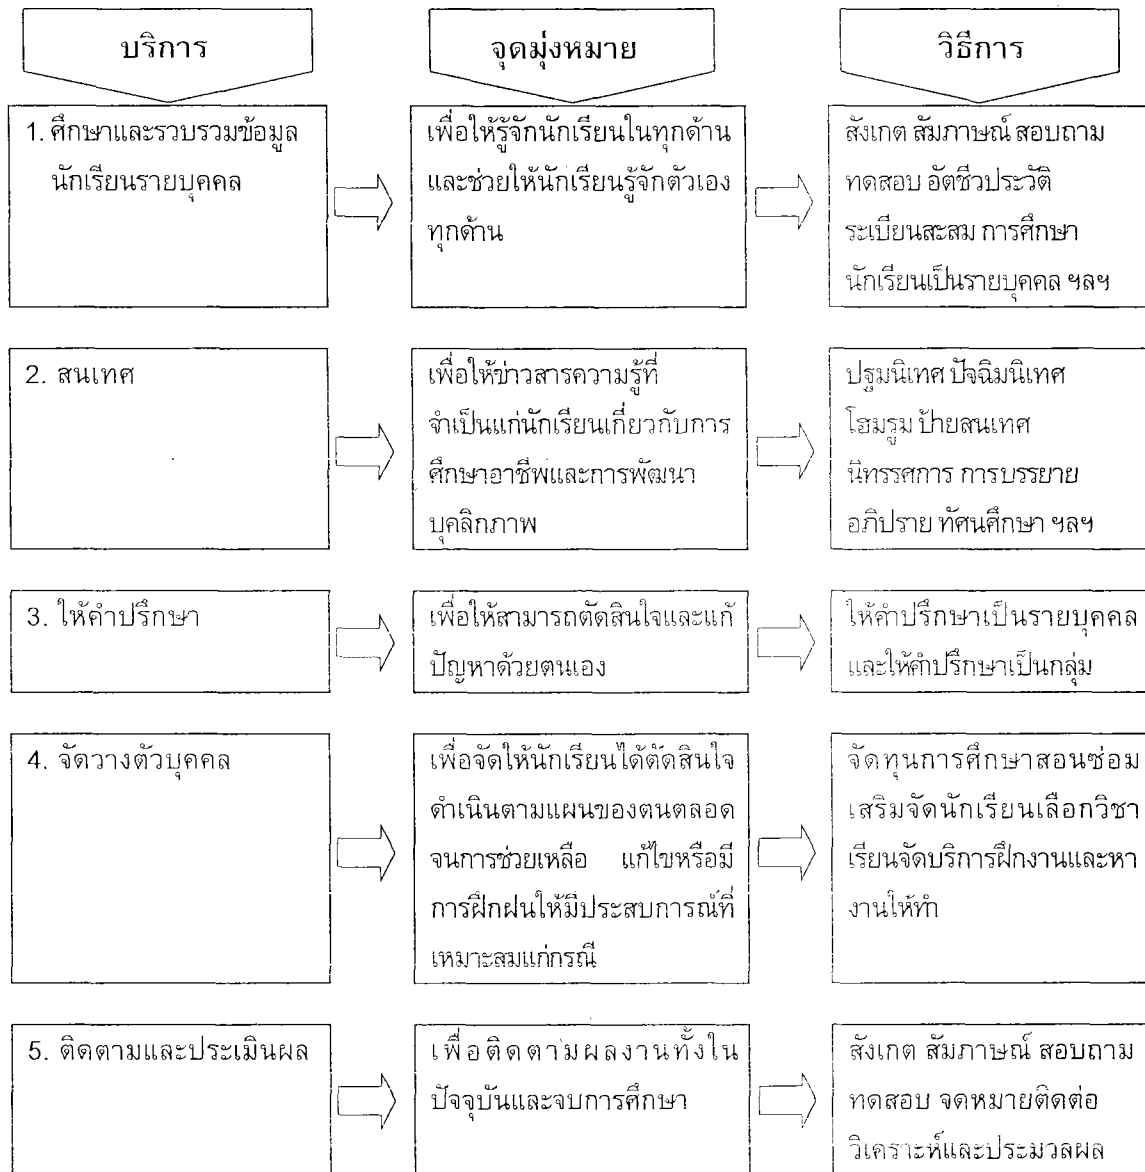 บริการ
จุดมุ่งหมาย
วิธีการ
1. ศึกษาและรวบรวมข้อมูล
นักเรียนรายบุคคล
เพื่อให้รู้จักนักเรียนในทุกด้าน
และช่วยให้นักเรียนรู้จักตัวเอง
ทุกด้าน
สังเกต สัมภาษณ์ สอบถาม
ทดสอบ อัตชีวประวัติ
ระเบียนสะสม การศึกษา
นักเรียนเป็นรายบุคคล ฯลฯ
2. สนเทศ
เพื่อให้ข่าวสารความรู้ที่
จำเป็นแก่นักเรียนเกี่ยวกับการ
ศึกษาอาชีพและการพัฒนา
บุคลิกภาพ
ปฐมนิเทศ ปัจฉิมนิเทศ
โฮมรูม ป้ายสนเทศ
นิทรรศการ การบรรยาย
อภิปราย ทัศนศึกษา ฯลฯ
3. ให้คำปรึกษา
เพื่อให้สามารถตัดสินใจและแก้
ปัญหาด้วยตนเอง
ให้คำปรึกษาเป็นรายบุคคล
และให้คำปรึกษาเป็นกลุ่ม
4. จัดวางตัวบุคคล
เพื่อจัดให้นักเรียนได้ตัดสินใจ
ดำเนินตามแผนของตนตลอด
จนการช่วยเหลือ แก้ไขหรือมี
การฝึกฝนให้มีประสบการณ์ที่
เหมาะสมแก่กรณี
จัดทุนการศึกษาสอนซ่อม
เสริมจัดนักเรียนเลือกวิชา
เรียนจัดบริการฝึกงานและหา
งานให้ทำ
5. ติดตามและประเมินผล
เพื่อติดตามผลงานทั้งใน
ปัจจุบันและจบการศึกษา
สังเกต สัมภาษณ์ สอบถาม
ทดสอบ จดหมายติดต่อ
วิเคราะห์และประมวลผล